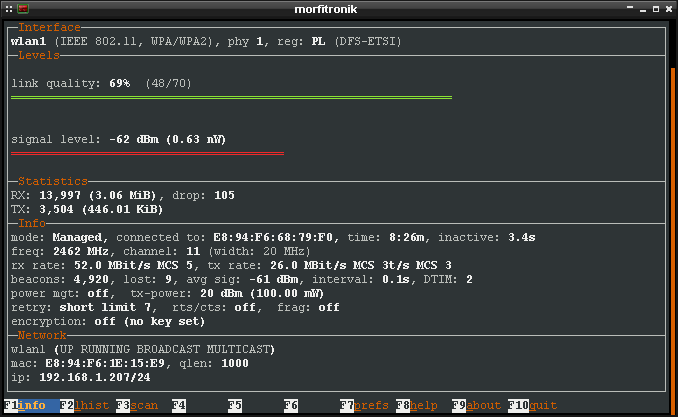 morfitronik
Interface
wlan1 (IEEE 802.11, WPA/WPA2), phy 1, reg: PL (DFS-ETSI)
Levels
link quality: 69% (48/70)
signal level: -62 dBm (0.63 nW)
Statistics
RX: 13,997 (3.06 MiB), drop: 105
TX: 3,504 (446.01 KiB)
Info
mode: Managed, connected to: E8:94:F6:68:79:F0, time: 8:26m, inactive: 3.4s
freq: 2462 MHz, channel: 11 (width: 20 MHz)
rx rate: 52.0 MBit/s MCS 5, tx rate: 26.0 MBit/s MCS 3t/s MCS 3
beacons: 4,920, lost: 9, avg sig: -61 dBm, interval: 0.1s, DTIM: 2
power mgt: off, tx-power: 20 dBm (100.00 mW)
retry: short limit 7, rts/cts: off, frag: off
encryption: off (no key set)
Network
wlan1 (UP RUNNING BROADCAST MULTICAST)
mac: E8:94:F6:1E:15:E9, qlen: 1000
ip: 192.168.1.207/24
F1info F2lhist F3scan F4 F5 F6 F7prefs F8help F9about F10quit